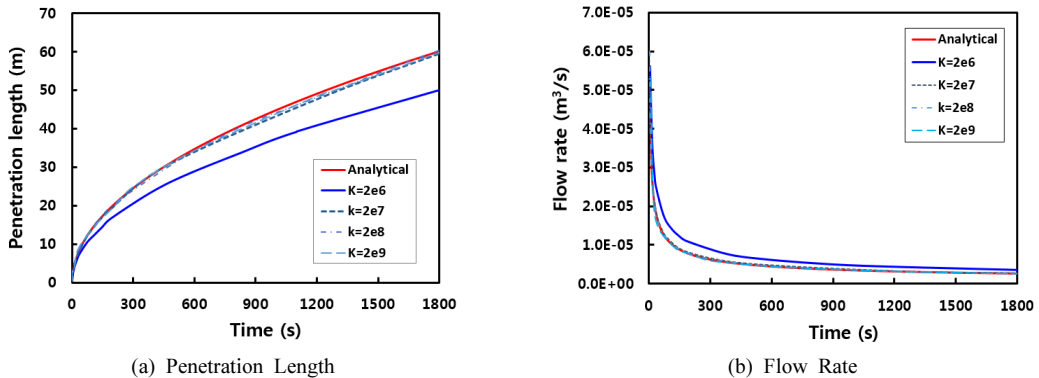 70
60
50
40
30
20
10
0
Penetration length (m)
Analytical
K=2e6
k=2e7
k=2e8
K=2e9
0 300 600 900 1200 1500 1800
Time (s)
(a) Penetration Length
7.0E-05
6.0E-05
5.0E-05
4.0E-05
3.0E-05
2.0E-05
1.0E-05
0.0E+00
Flow rate (m³/s)
Analytical
K=2e6
K=2e7
k=2e8
K=2e9
0 300 600 900 1200 1500 1800
Time (s)
(b) Flow Rate